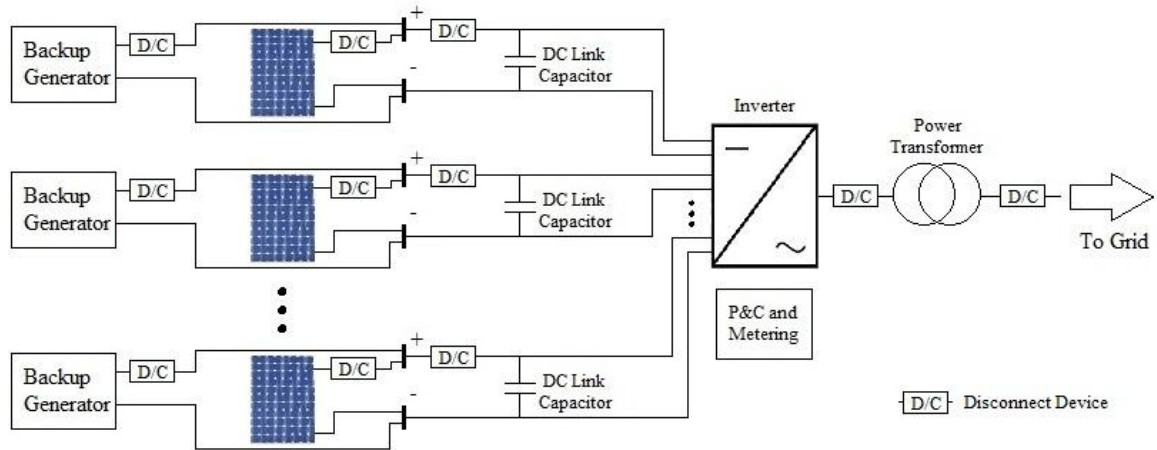 Backup
Generator
D/C
D/C
+
D/C
-
DC Link
Capacitor
Backup
Generator
D/C
D/C
+
D/C
-
DC Link
Capacitor
Backup
Generator
D/C
D/C
+
D/C
-
DC Link
Capacitor
Inverter
P&C and
Metering
D/C
Power
Transformer
D/C
To Grid
D/C Disconnect Device